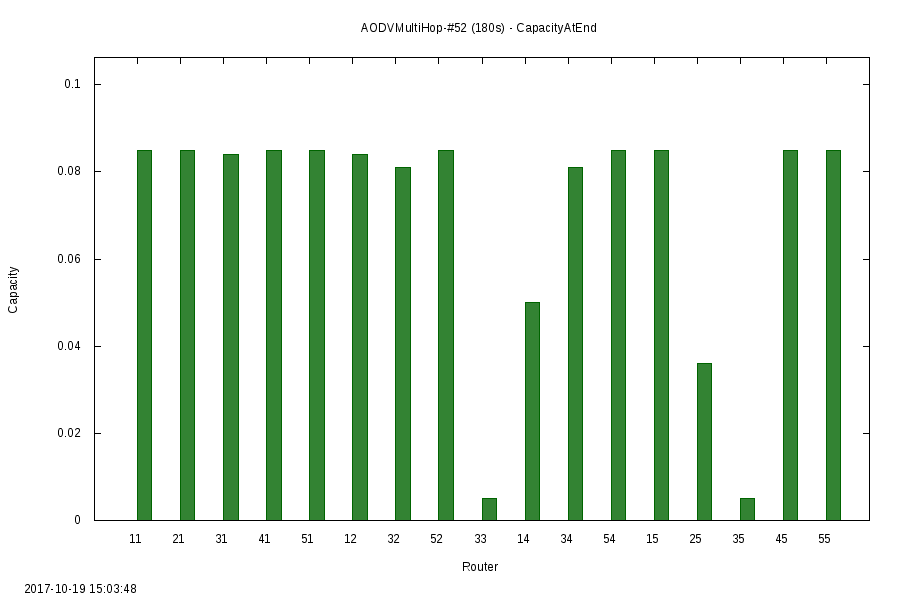 AODVMultiHop-#52 (180s) - CapacityAtEnd
0.1
0.08
0.06
0.04
0.02
0
Capacity
11 21 31 41 51 12 32 52 33 14 34 54 15 25 35 45 55
Router
2017-10-19 15:03:48